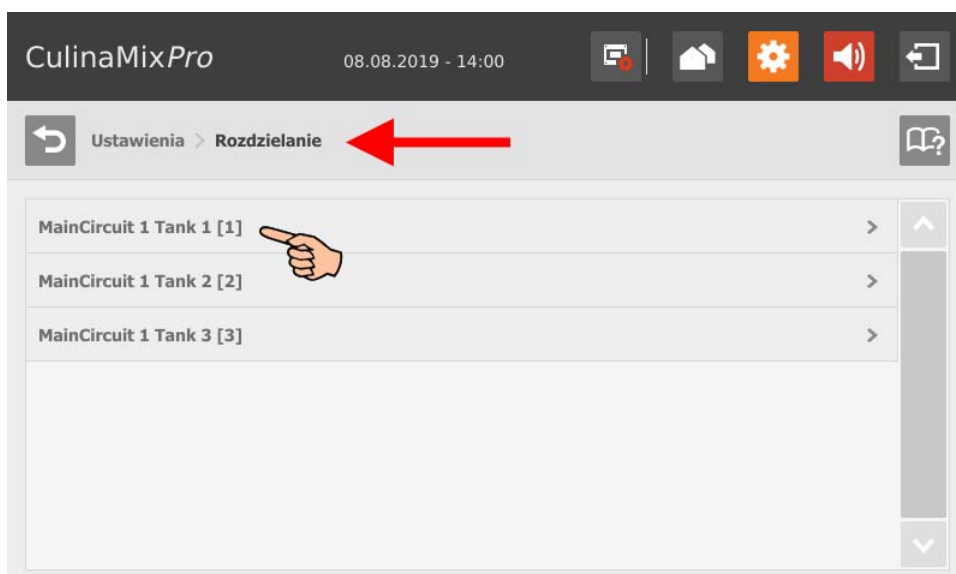 CulinaMixPro 08.08.2019 - 14:00
Ustawienia > Rozdzielanie
MainCircuit 1 Tank 1 [1]
MainCircuit 1 Tank 2 [2]
MainCircuit 1 Tank 3 [3]